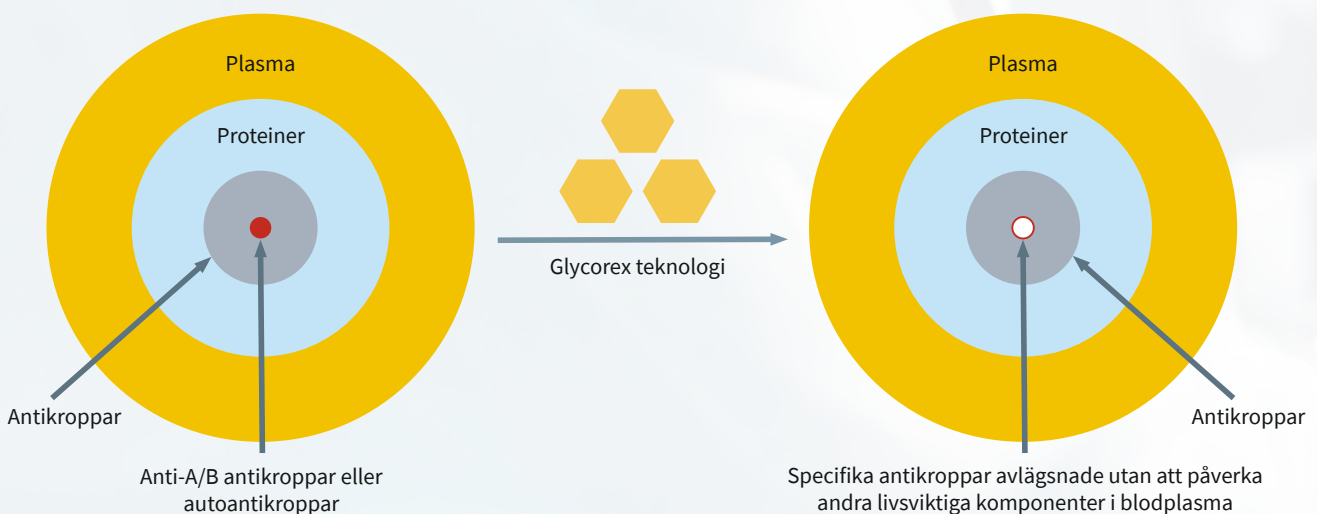 Plasma
Proteiner
Antikroppar
Anti-A/B antikroppar eller
autoantikroppar
Glycorex teknologi
Plasma
Proteiner
Antikroppar
Specifika antikroppar avlägsnade utan att påverka
andra livsviktiga komponenter i blodplasma